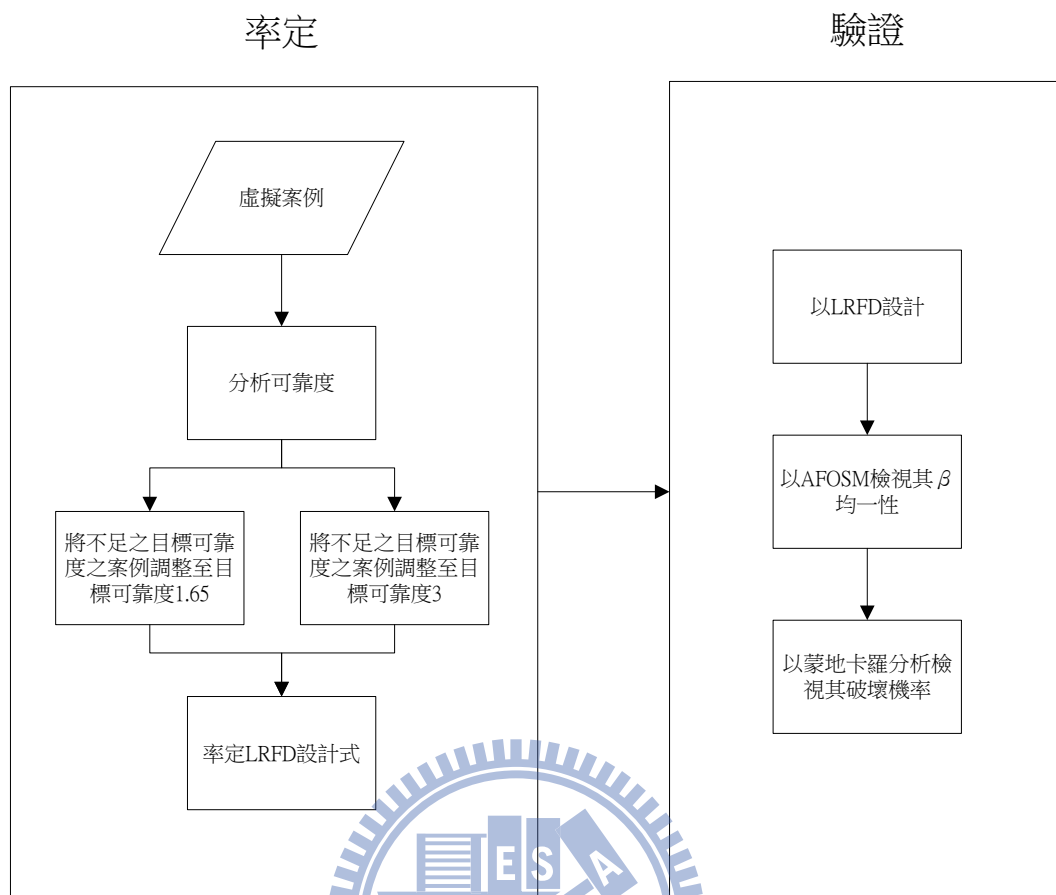 率定
驗證
虛擬案例
分析可靠度
將不足之目標可靠
度之案例調整至目
標可靠度1.65
將不足之目標可靠
度之案例調整至目
標可靠度3
率定LRFD設計式
以LRFD設計
以AFOSM檢視其β
均一性
以蒙地卡羅分析檢
視其破壞機率
E S A